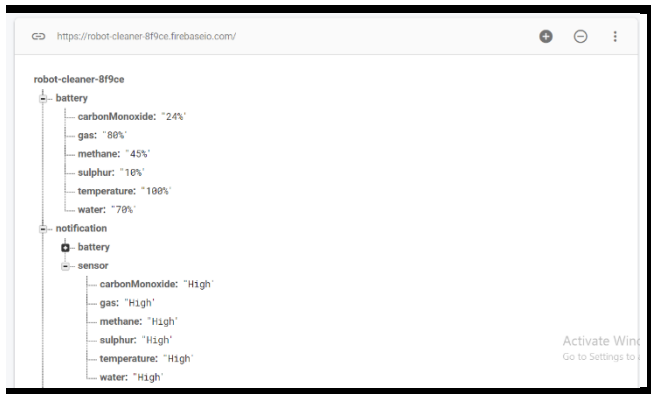 https://robot-cleaner-8f9ce.firebaseio.com/
robot-cleaner-8f9ce
battery
carbonMonoxide: "24%"
gas: "80%"
methane: "45%"
sulphur: "10%"
temperature: "100%"
water: "70%"
notification
battery
sensor
carbonMonoxide: "High"
gas: "High"
methane: "High"
sulphur: "High"
temperature: "High"
water: "High"
Activate Wind
Go to Settings to